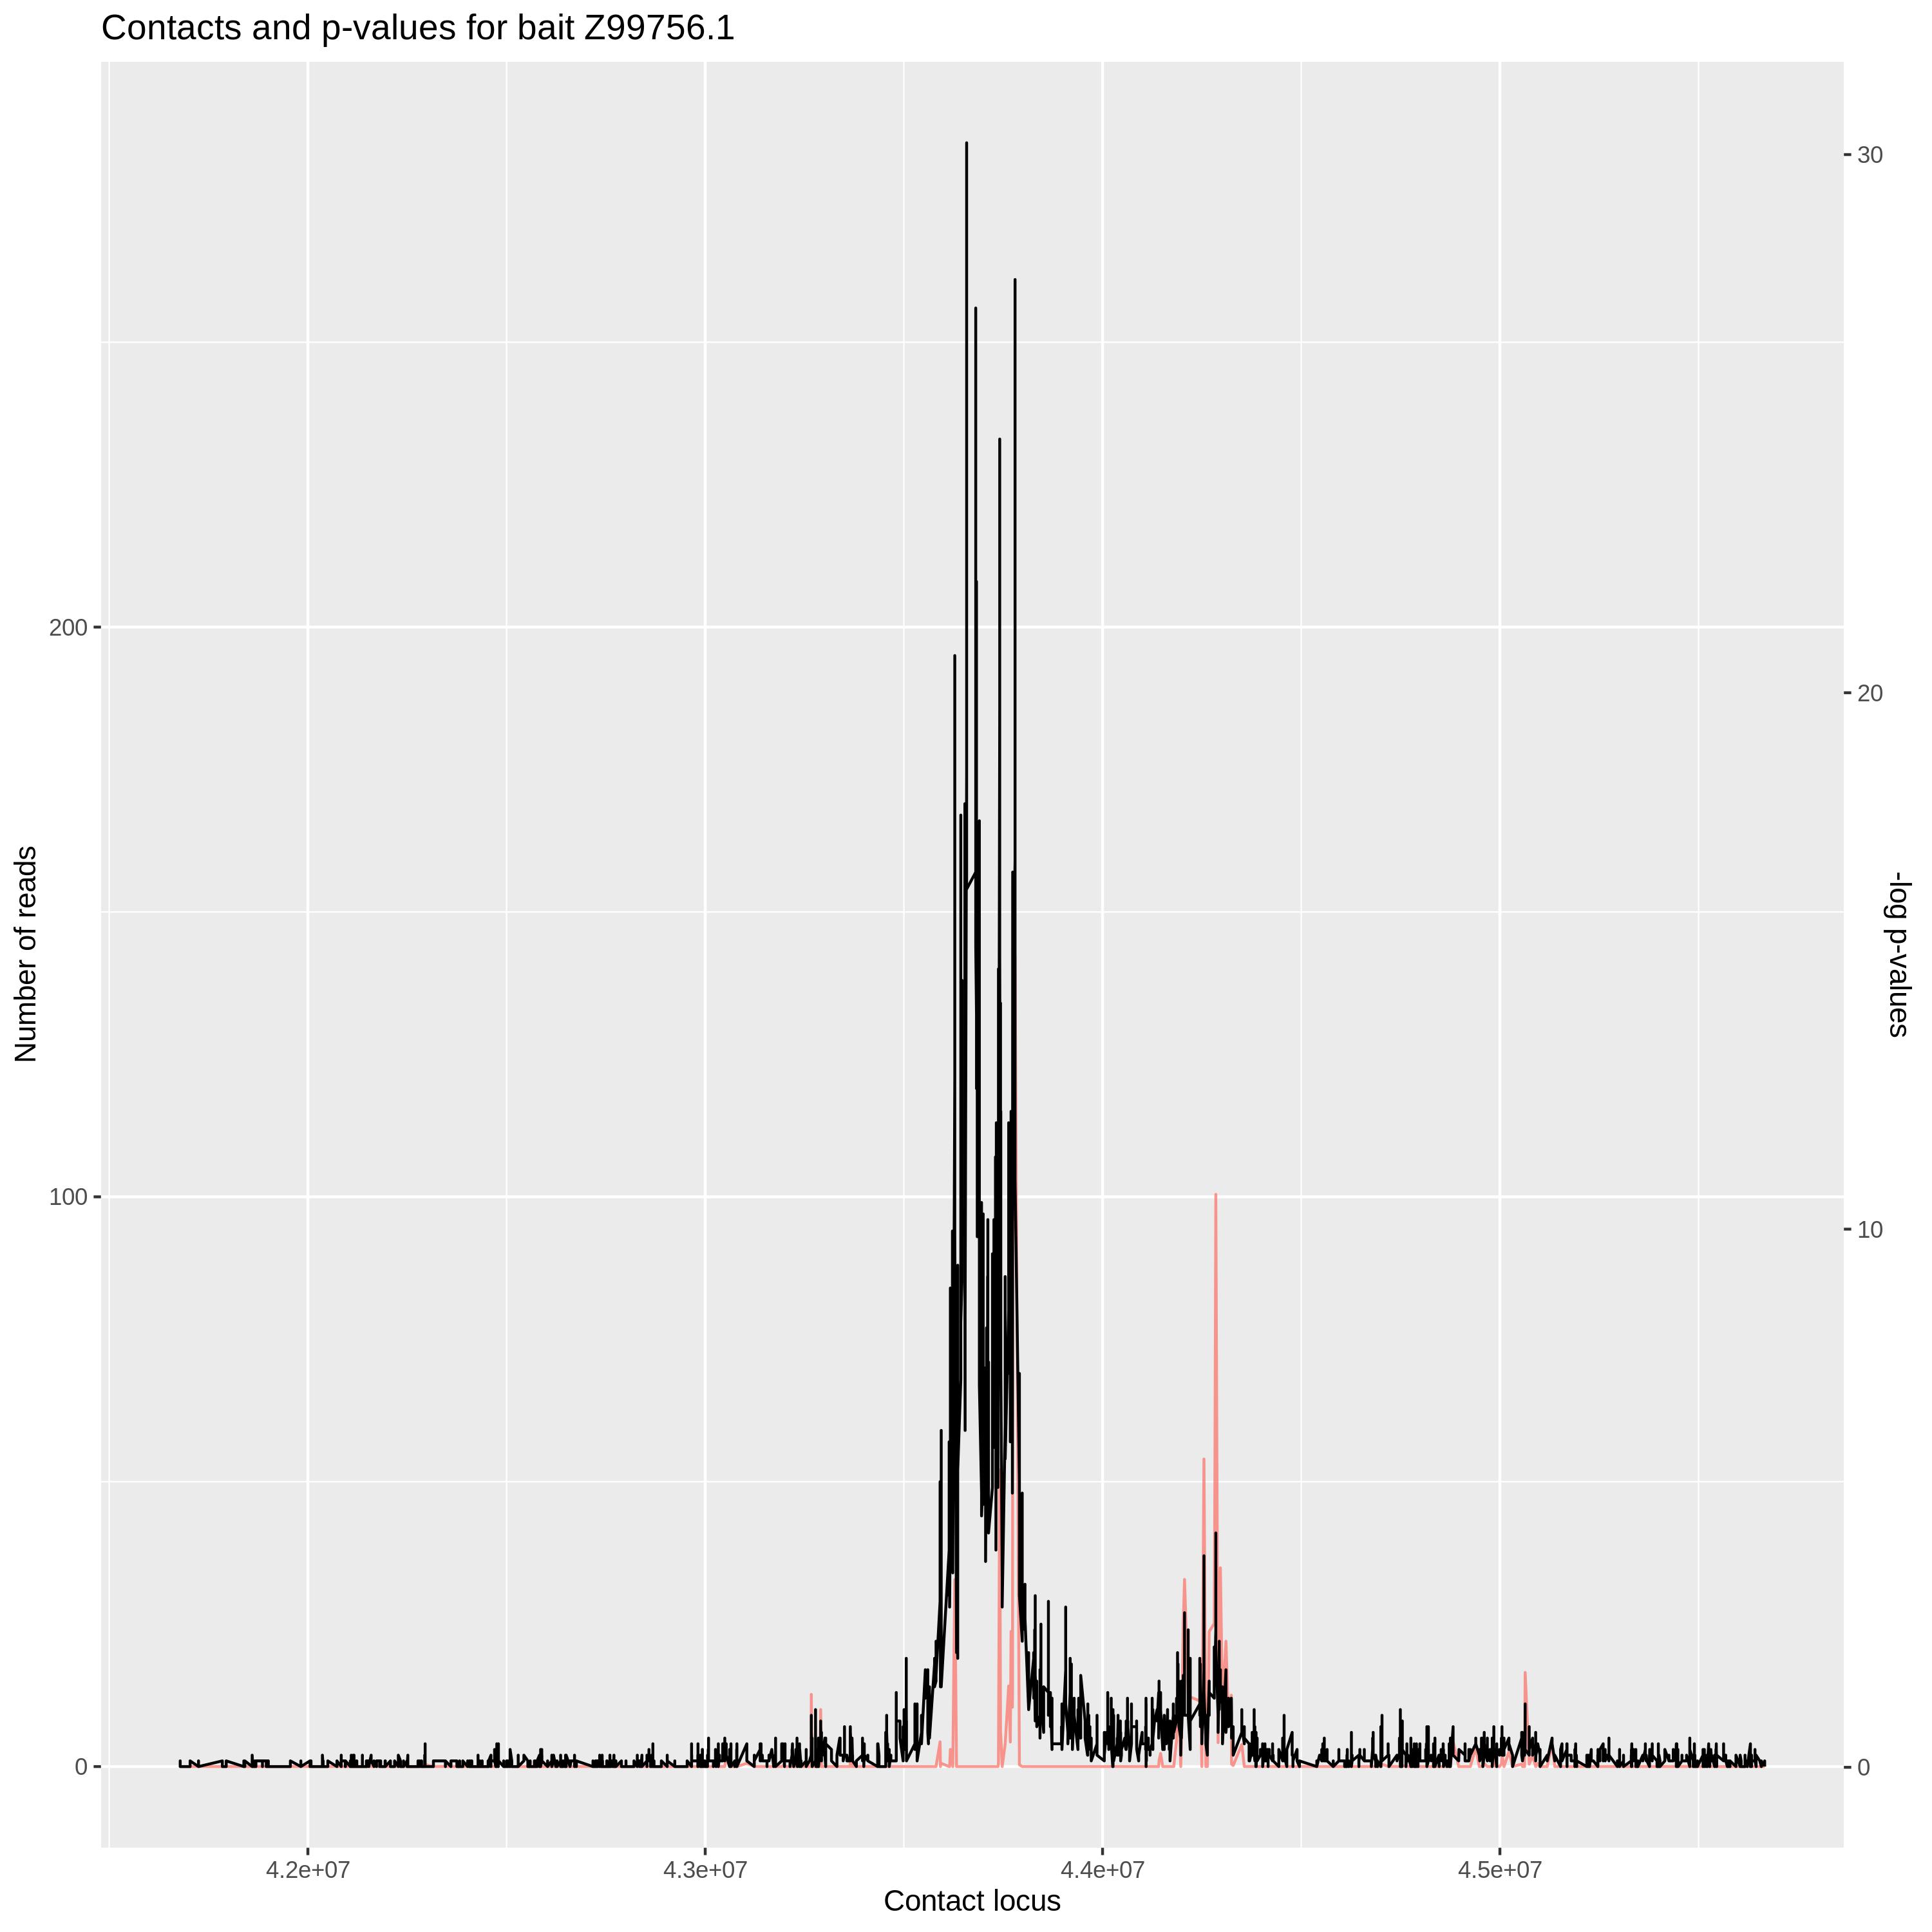 Contacts and p-values for bait Z99756.1
Number of reads
200
100
0
30
20
10
0
-log p-values
4.2e+07 4.3e+07 4.4e+07 4.5e+07
Contact locus